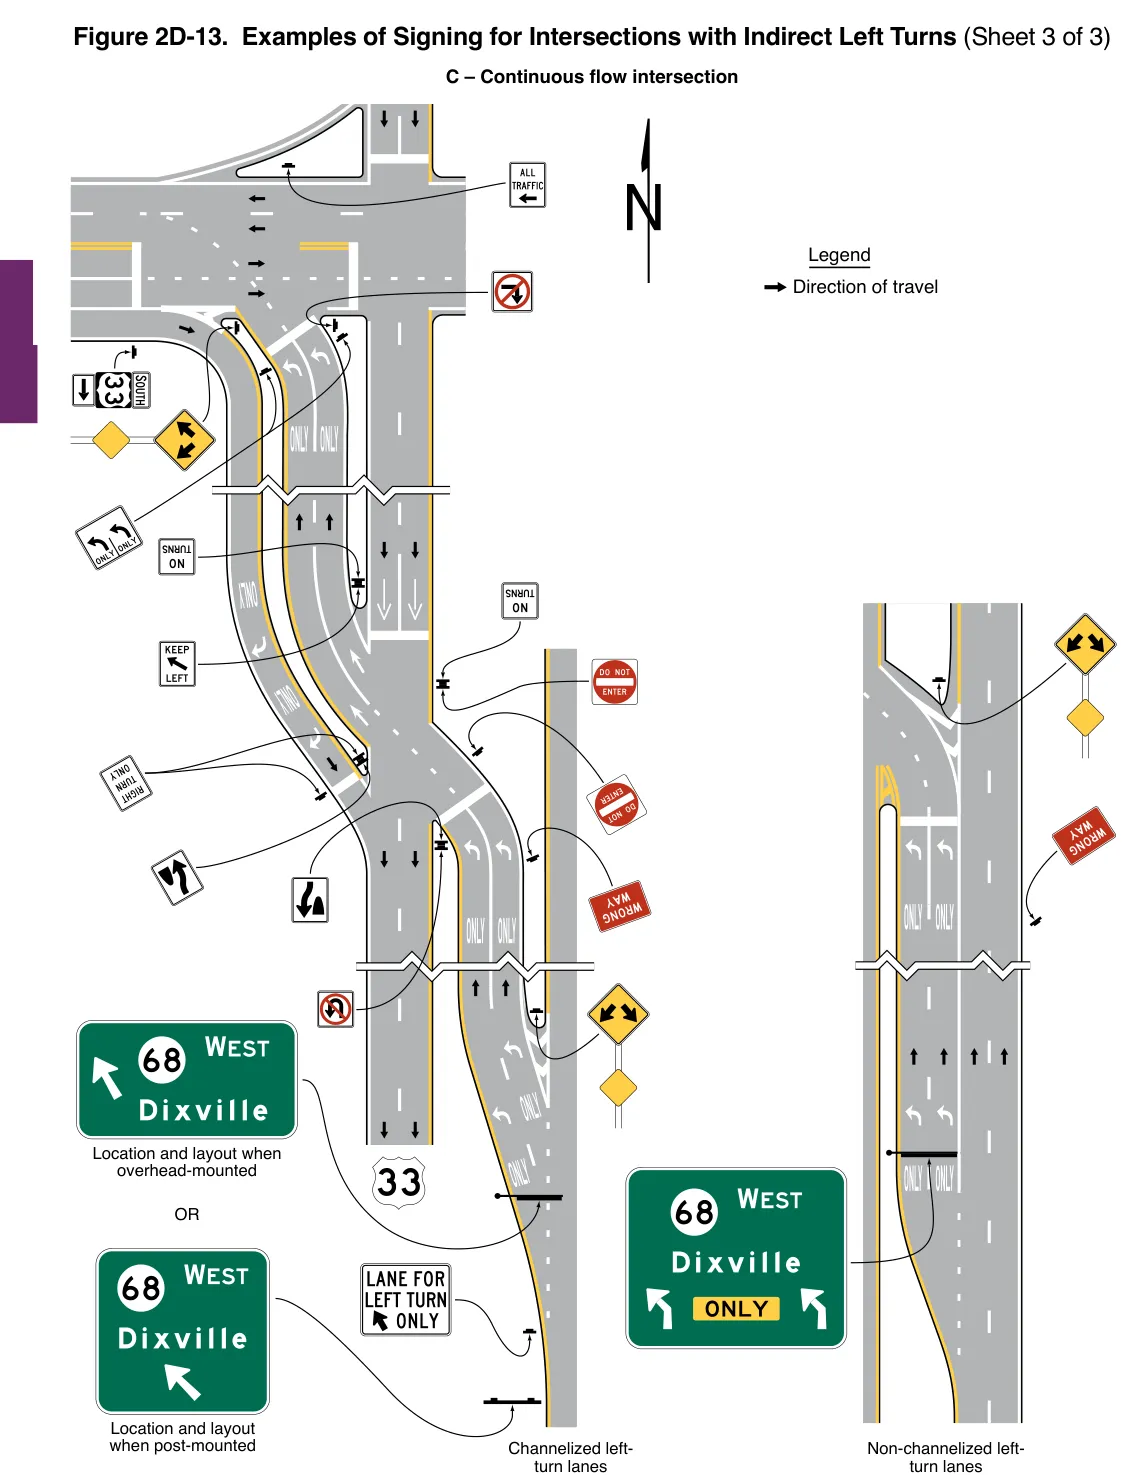 Figure 2D-13. Examples of Signing for Intersections with Indirect Left Turns (Sheet 3 of 3)
C – Continuous flow intersection
ALL
TRAFFIC
N
Legend
Direction of travel
SOUTH
33
ONLY ONLY
ONLY ONLY
NO
TURNS
NO
TURNS
ONLY
KEEP
LEFT
DO NOT
ENTER
ONLY
RIGHT
TURN
ONLY
DO NOT
ENTER
WRONG
WAY
WRONG
WAY
ONLY ONLY
ONLY ONLY
68 WEST
Dixville
Location and layout when
overhead-mounted
OR
33
ONLY
ONLY
ONLY ONLY
68 WEST
Dixville
ONLY
68 WEST
Dixville
Location and layout
when post-mounted
LANE FOR
LEFT TURN
ONLY
Channelized left-
turn lanes
Non-channelized left-
turn lanes